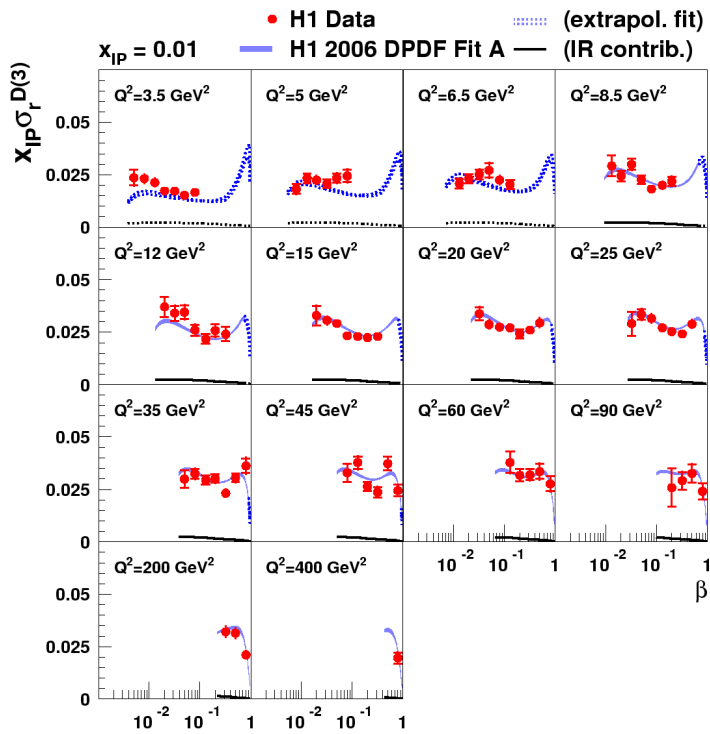 H1 Data
(extrapol. fit)
x_IP = 0.01
H1 2006 DPDF Fit A
(IR contrib.)
x_IP σ_r^D(3)
Q²=3.5 GeV²
Q²=5 GeV²
Q²=6.5 GeV²
Q²=8.5 GeV²
0.05
0.025
0
Q²=12 GeV²
Q²=15 GeV²
Q²=20 GeV²
Q²=25 GeV²
0.05
0.025
0
Q²=35 GeV²
Q²=45 GeV²
Q²=60 GeV²
Q²=90 GeV²
0.05
0.025
0
10⁻² 10⁻¹ 1
10⁻² 10⁻¹ 1
β
Q²=200 GeV²
Q²=400 GeV²
0.05
0.025
0
10⁻² 10⁻¹ 1
10⁻² 10⁻¹ 1